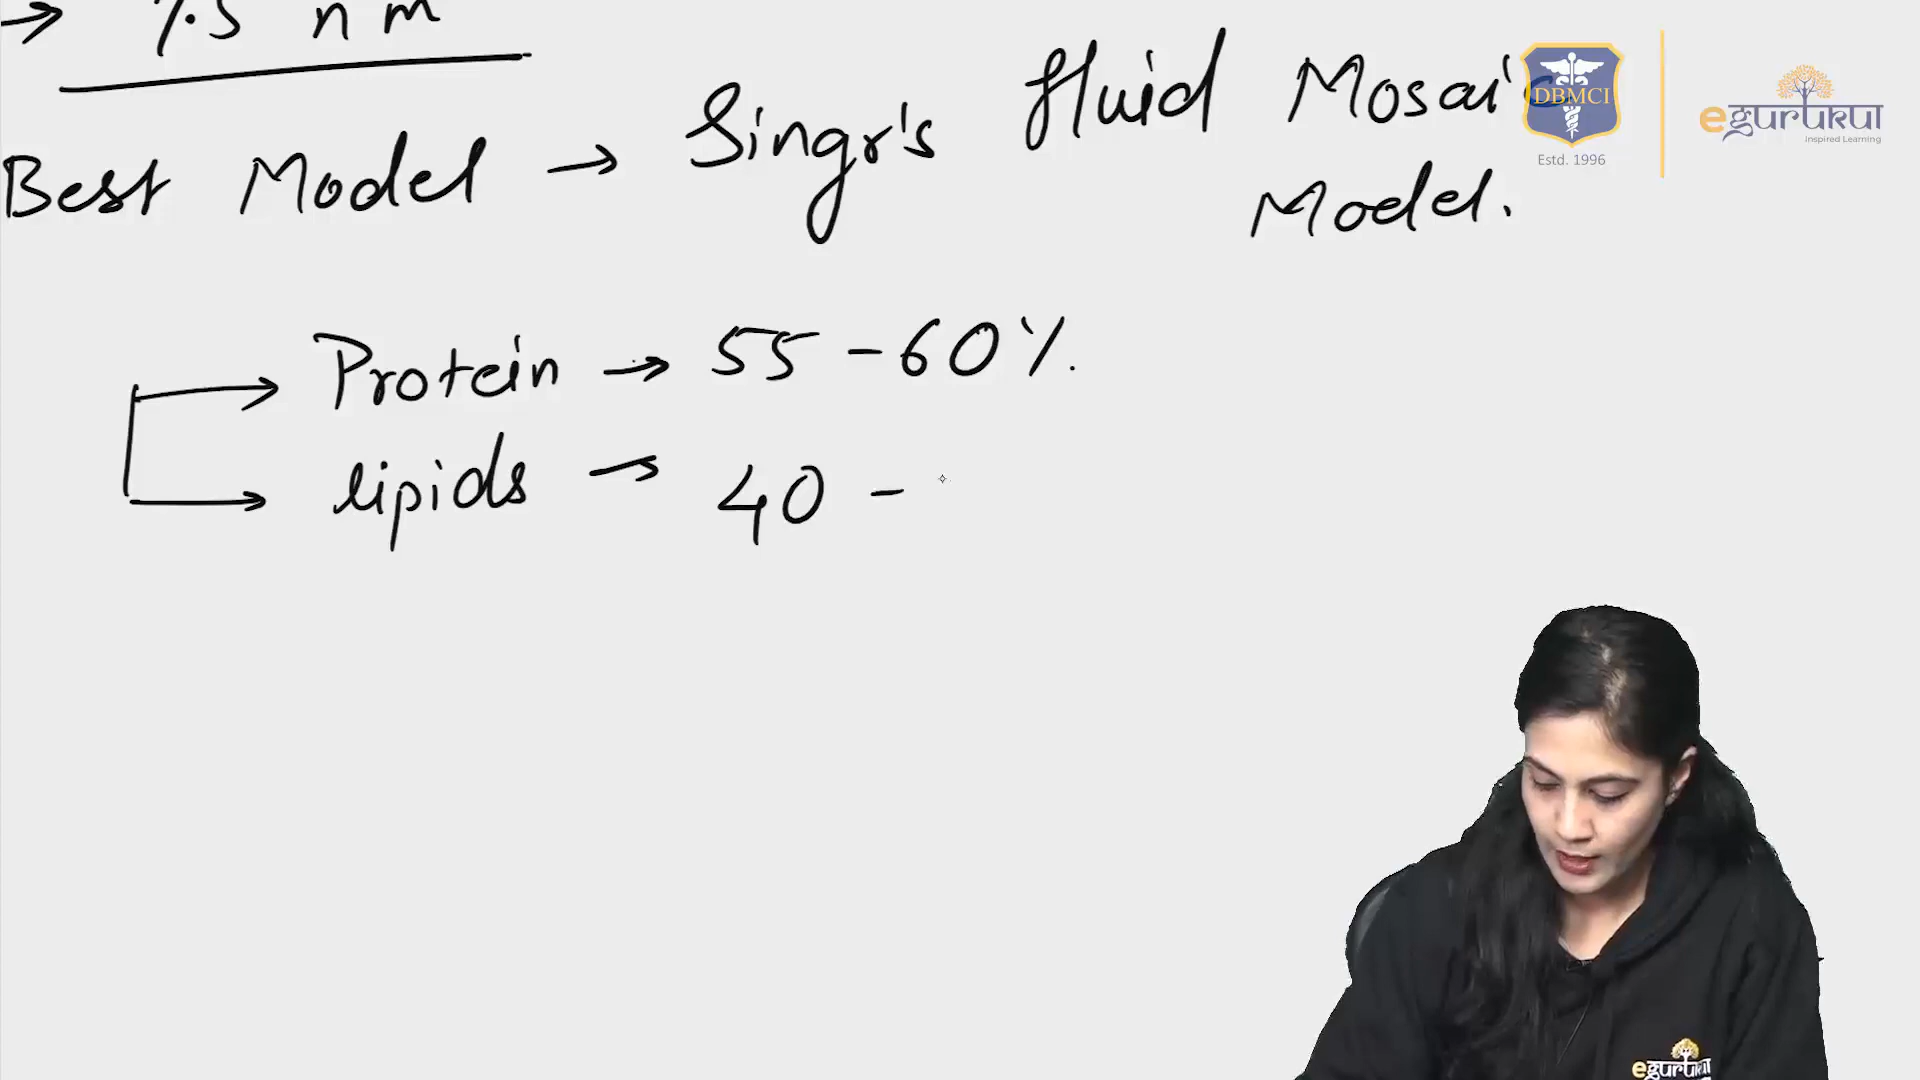 → 7.5 nm
Best Model → Singr's fluid Mosaic
Model.
Protein → 55 - 60%.
lipids → 40 -
DBMCI
Estd. 1996
egurukul
Inspired Learning
egurukul